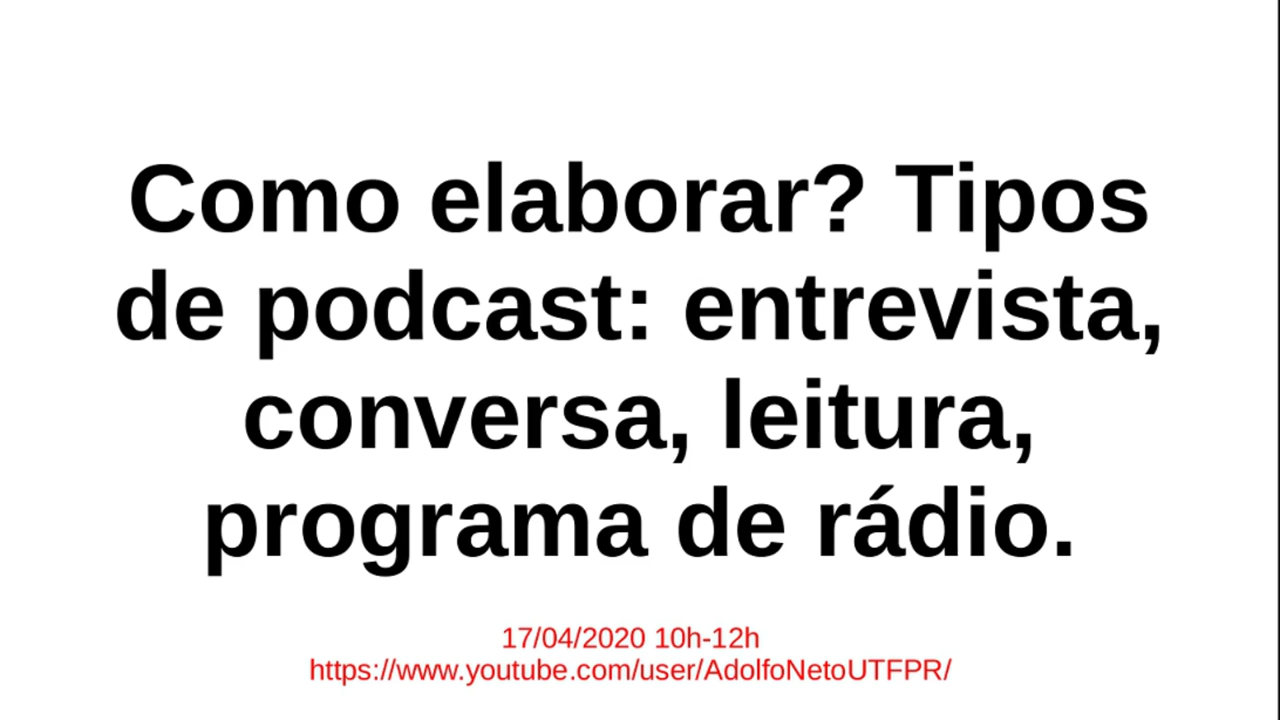 Como elaborar? Tipos
de podcast: entrevista,
conversa, leitura,
programa de rádio.
17/04/2020 10h-12h
https://www.youtube.com/user/AdolfoNetoUTFPR/